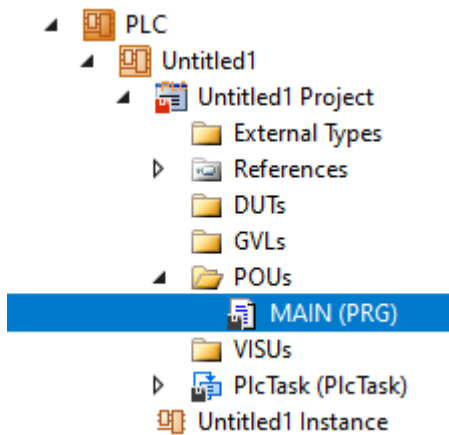 PLC
Untitled1
Untitled1 Project
External Types
References
DUTs
GVLs
POUs
MAIN (PRG)
VISUs
PlcTask (PlcTask)
Untitled1 Instance